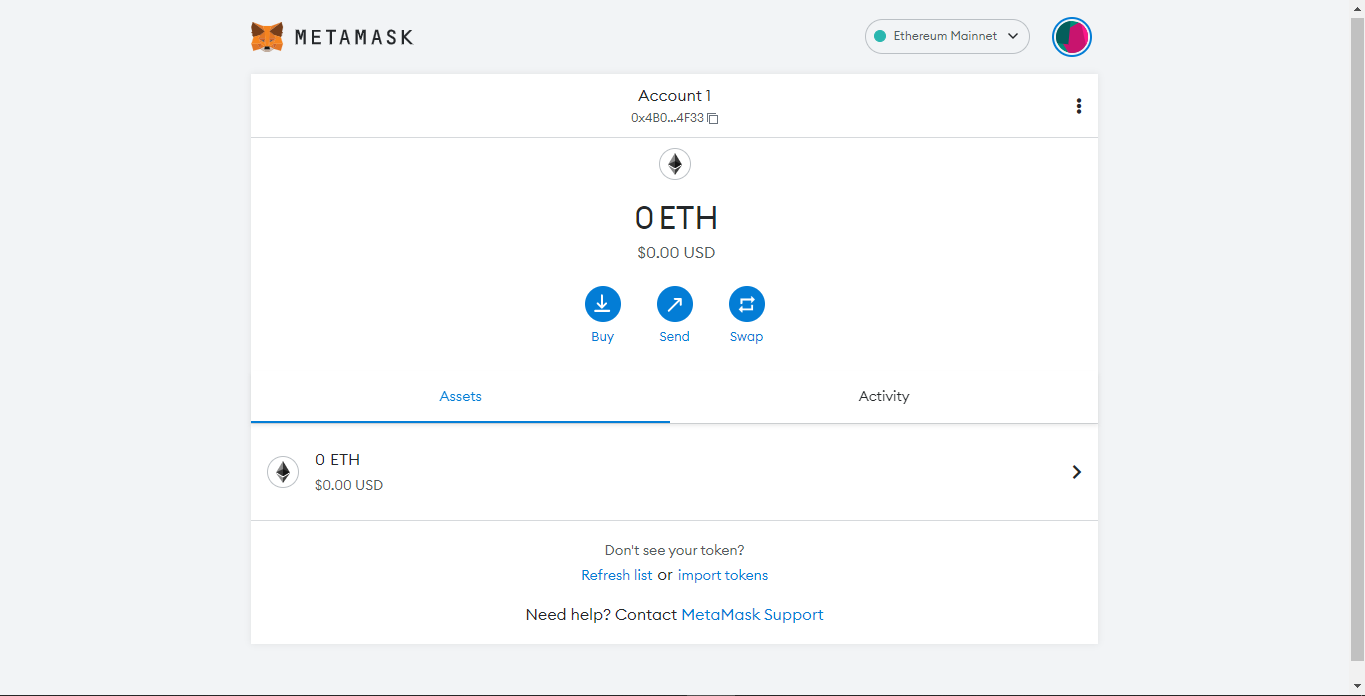 METAMASK
Ethereum Mainnet
Account 1
0x4B0...4F33
0 ETH
$0.00 USD
Buy Send Swap
Assets Activity
0 ETH
$0.00 USD
Don't see your token?
Refresh list or import tokens
Need help? Contact MetaMask Support